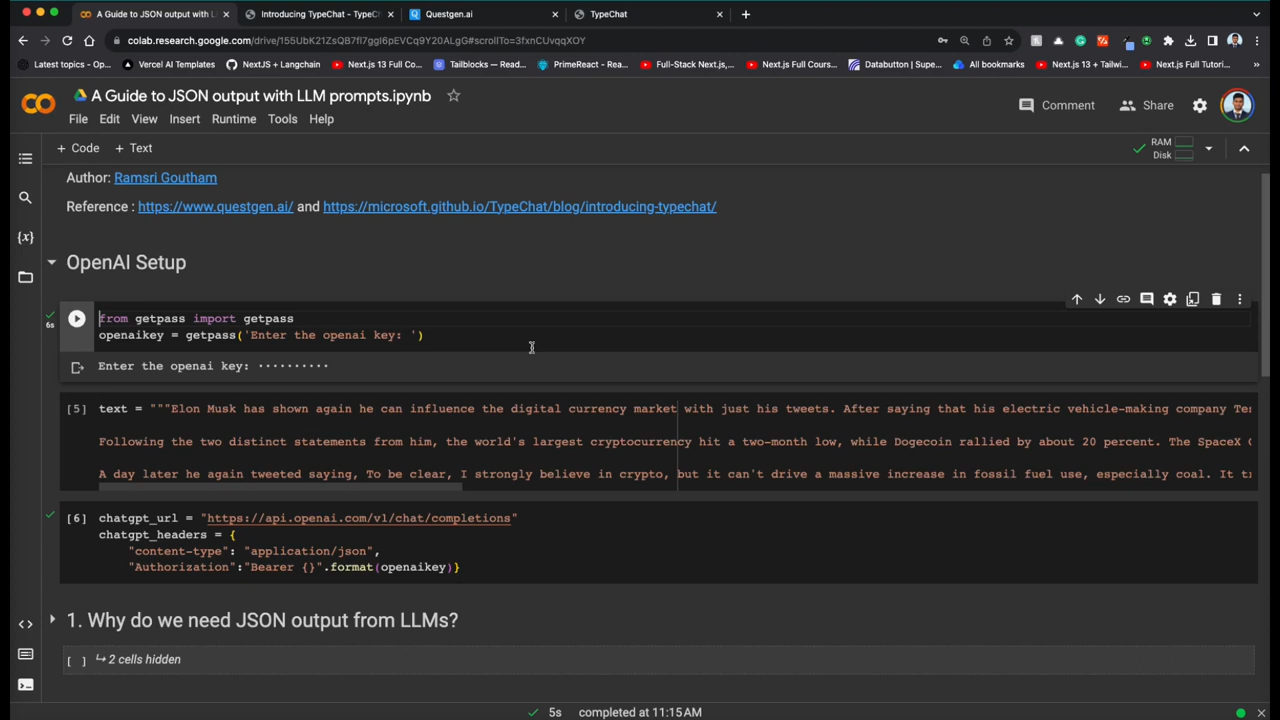 A Guide to JSON output with L
Introducing TypeChat - TypeC
Questgen.ai
TypeChat
colab.research.google.com/drive/155UbK21ZsQB7fl7ggI6pEVCq9Y20ALgG#scrollTo=3fxnCUvqqXOY
Latest topics - Op...
Vercel AI Templates
NextJS + Langchain
Next.js 13 Full Co...
Tailblocks — Read...
PrimeReact - Rea...
Full-Stack Next.js,...
Next.js Full Cours...
Databutton | Supe...
All bookmarks
Next.js 13 + Tailwi...
Next.js Full Tutori...
»
A Guide to JSON output with LLM prompts.ipynb
Comment
Share
File Edit View Insert Runtime Tools Help
+ Code + Text
RAM
Disk
Author: Ramsri Goutham
Reference : https://www.questgen.ai/ and https://microsoft.github.io/TypeChat/blog/introducing-typechat/
{x}
OpenAI Setup
6s
from getpass import getpass
openaikey = getpass('Enter the openai key: ')
Enter the openai key: ··········
[5] text = """Elon Musk has shown again he can influence the digital currency market with just his tweets. After saying that his electric vehicle-making company Te
Following the two distinct statements from him, the world's largest cryptocurrency hit a two-month low, while Dogecoin rallied by about 20 percent. The SpaceX
A day later he again tweeted saying, To be clear, I strongly believe in crypto, but it can't drive a massive increase in fossil fuel use, especially coal. It
[6] chatgpt_url = "https://api.openai.com/v1/chat/completions"
chatgpt_headers = {
"content-type": "application/json",
"Authorization":"Bearer {}".format(openaikey)}
1. Why do we need JSON output from LLMs?
[ ] ↳ 2 cells hidden
5s completed at 11:15 AM